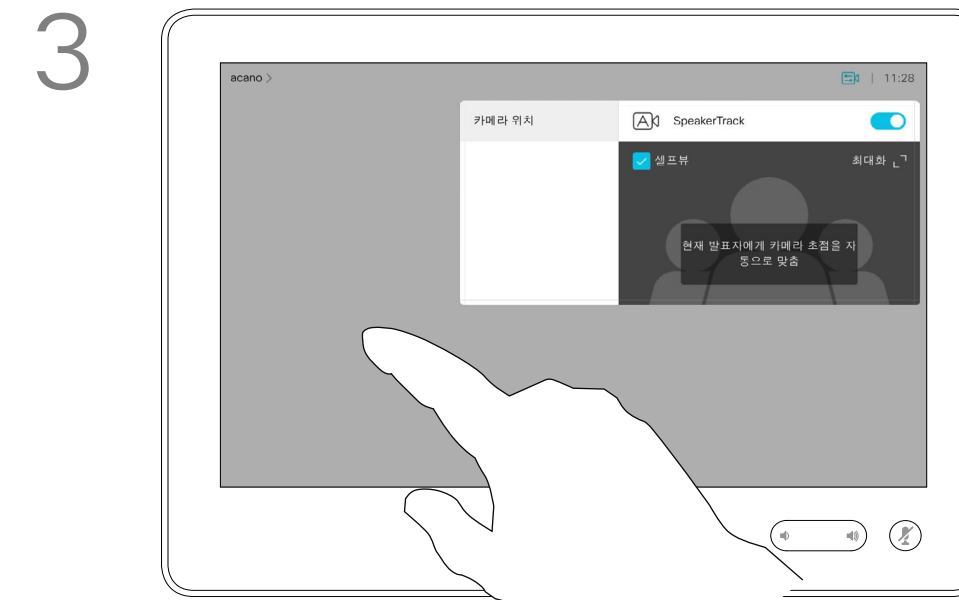 3
acano >
11:28
카메라 위치
SpeakerTrack
셀프뷰
최대화
현재 발표자에게 카메라 초점을 자
동으로 맞춤